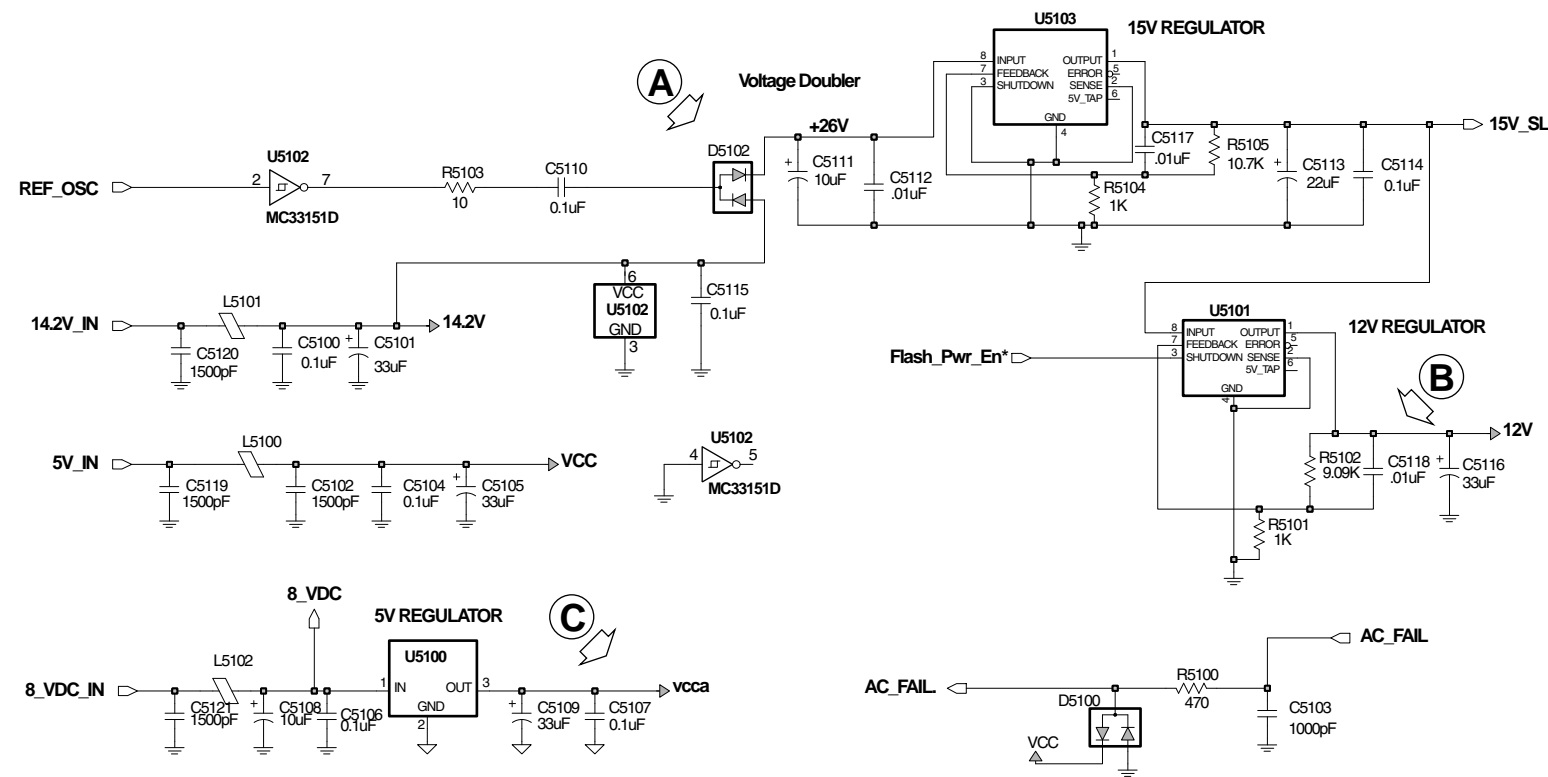 U5103
15V REGULATOR
A
Voltage Doubler
8 INPUT OUTPUT 1
7 FEEDBACK ERROR 5
3 SHUTDOWN SENSE 2
5V_TAP 6
GND
4
+26V
15V_SL
D5102
C5111
10uF
C5112
.01uF
C5117
.01uF
R5105
10.7K
C5113
22uF
C5114
0.1uF
R5104
1K
REF_OSC
U5102
2 7
MC33151D
R5103
10
C5110
0.1uF
6
VCC
U5102
GND
3
C5115
0.1uF
14.2V_IN
L5101
14.2V
C5120
1500pF
C5100
0.1uF
C5101
33uF
U5101
12V REGULATOR
8 INPUT OUTPUT 1
7 FEEDBACK ERROR 5
3 SHUTDOWN SENSE 2
5V_TAP 6
GND
4
Flash_Pwr_En*
B
12V
R5102
9.09K
C5118
.01uF
C5116
33uF
R5101
1K
5V_IN
L5100
VCC
C5119
1500pF
C5102
1500pF
C5104
0.1uF
C5105
33uF
U5102
4 5
MC33151D
8_VDC
5V REGULATOR
C
8_VDC_IN
L5102
U5100
1 IN OUT 3
GND
2
vcca
C5121
1500pF
C5108
10uF
C5106
0.1uF
C5109
33uF
C5107
0.1uF
AC_FAIL
AC_FAIL.
R5100
470
D5100
VCC
C5103
1000pF